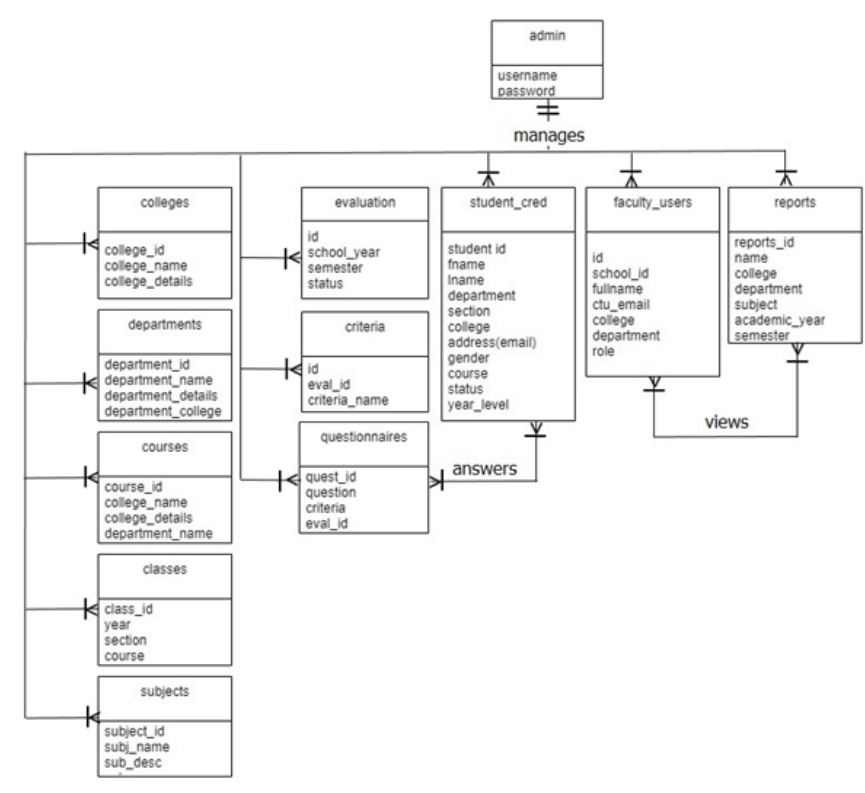 admin
username
password
manages
colleges
college_id
college_name
college_details
departments
department_id
department_name
department_details
department_college
courses
course_id
college_name
college_details
department_name
classes
class_id
year
section
course
subjects
subject_id
subj_name
sub_desc
evaluation
id
school_year
semester
status
criteria
id
eval_id
criteria_name
questionnaires
quest_id
question
criteria
eval_id
answers
student_cred
student id
fname
lname
department
section
college
address(email)
gender
course
status
year_level
faculty_users
id
school_id
fullname
ctu_email
college
department
role
views
reports
reports_id
name
college
department
subject
academic_year
semester